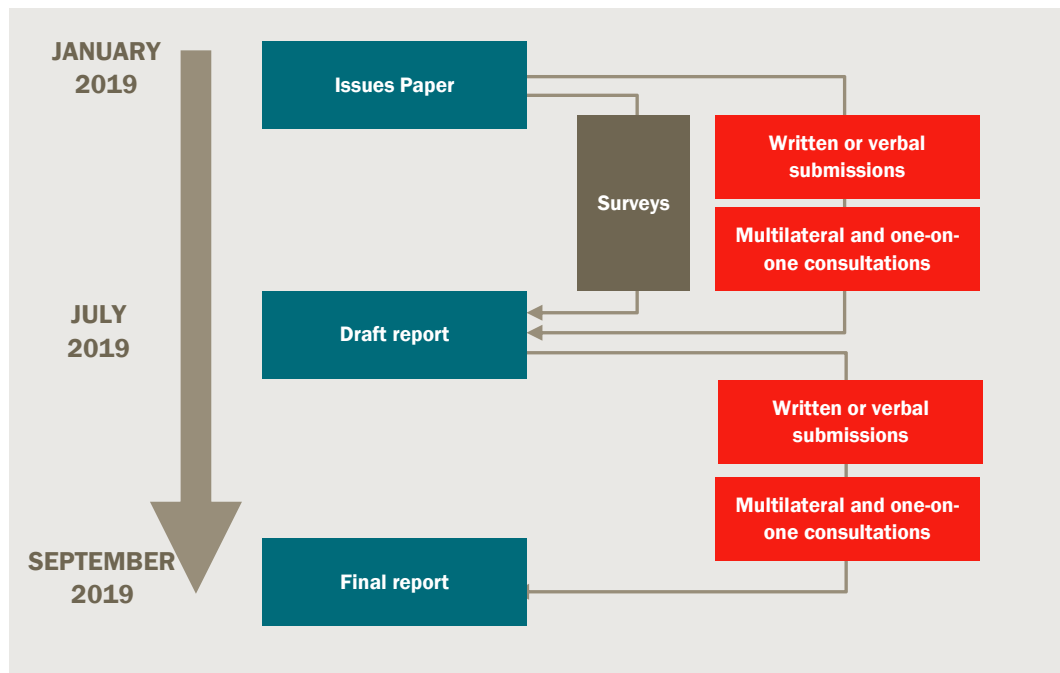 JANUARY
2019
Issues Paper
Written or verbal
submissions
Surveys
Multilateral and one-on-
one consultations
JULY
2019
Draft report
Written or verbal
submissions
Multilateral and one-on-
one consultations
SEPTEMBER
2019
Final report